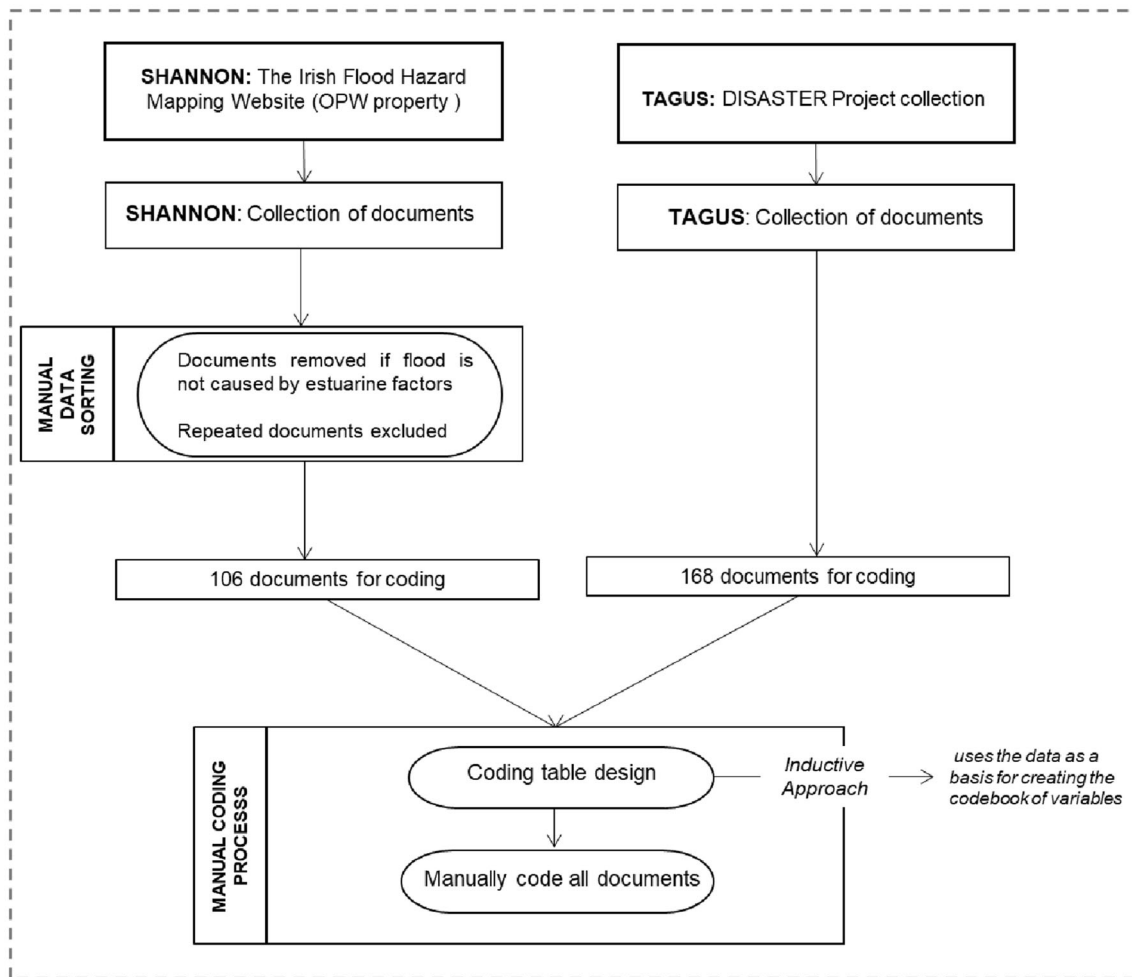 SHANNON: The Irish Flood Hazard
Mapping Website (OPW property )
TAGUS: DISASTER Project collection
SHANNON: Collection of documents
TAGUS: Collection of documents
MANUAL
DATA
SORTING
Documents removed if flood is
not caused by estuarine factors
Repeated documents excluded
106 documents for coding
168 documents for coding
MANUAL CODING
PROCESSS
Coding table design
Inductive
Approach
uses the data as a
basis for creating the
codebook of variables
Manually code all documents